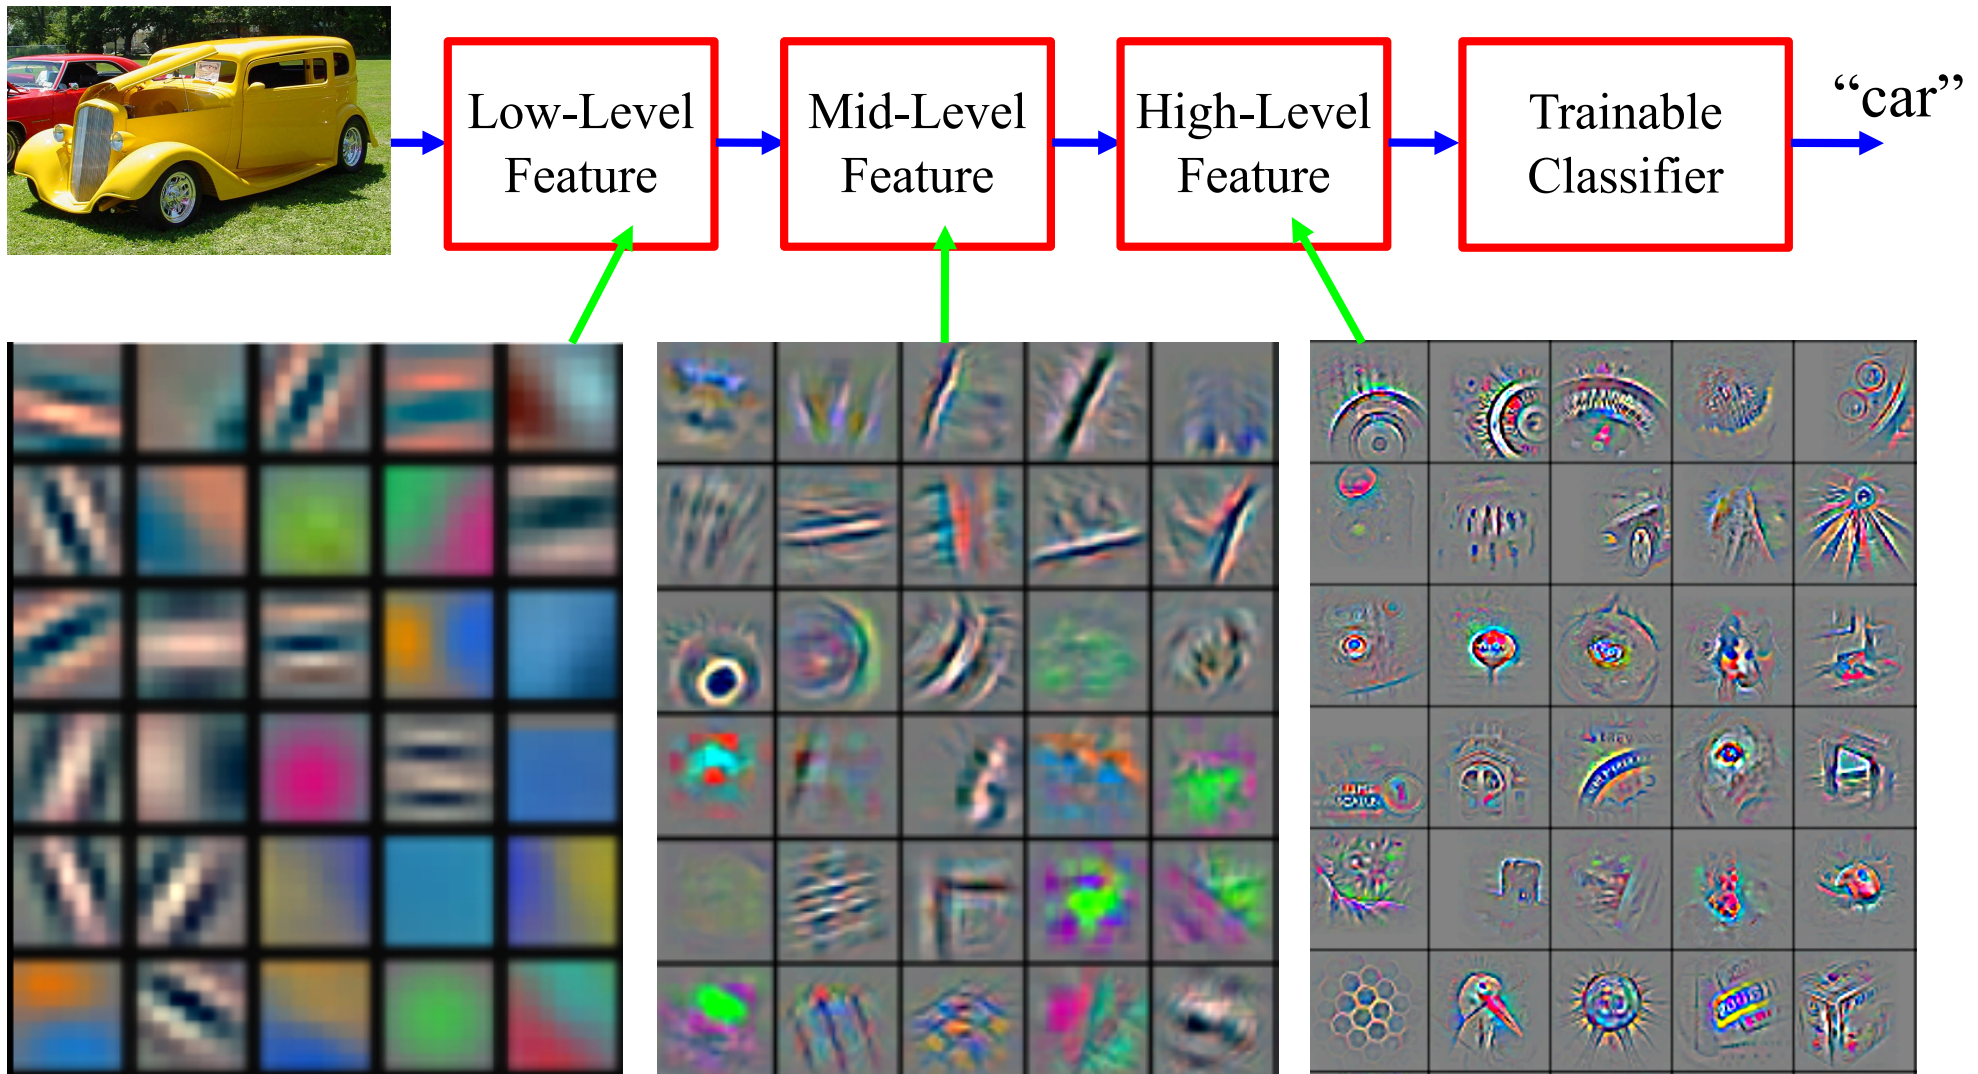 Low-Level
Feature
Mid-Level
Feature
High-Level
Feature
Trainable
Classifier
“car”